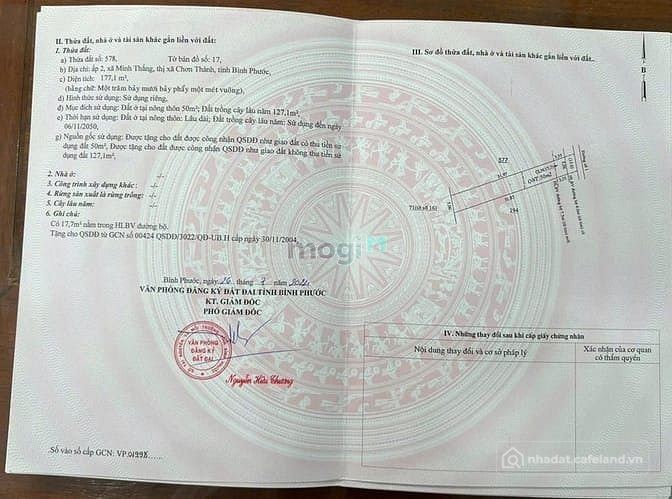 II. Thửa đất, nhà ở và tài sản khác gắn liền với đất:
1. Thửa đất:
a) Thửa đất số: 578, Tờ bản đồ số: 17,
b) Địa chỉ: ấp 2, xã Minh Thắng, thị xã Chơn Thành, tỉnh Bình Phước,
c) Diện tích: 177,1 m²,
(bằng chữ: Một trăm bảy mươi bảy phẩy một mét vuông),
d) Hình thức sử dụng: Sử dụng riêng,
đ) Mục đích sử dụng: Đất ở tại nông thôn 50m²; Đất trồng cây lâu năm 127,1m²,
e) Thời hạn sử dụng: Đất ở tại nông thôn: Lâu dài; Đất trồng cây lâu năm: Sử dụng đến ngày
06/11/2050,
g) Nguồn gốc sử dụng: Được tặng cho đất được công nhận QSDĐ như giao đất có thu tiền sử
dụng đất 50m², Được tặng cho đất được công nhận QSDĐ như giao đất không thu tiền sử
dụng đất 127,1m².
2. Nhà ở: -/-
3. Công trình xây dựng khác: -/-
4. Rừng sản xuất là rừng trồng: -/-
5. Cây lâu năm: -/-
6. Ghi chú:
Có 17,7m² nằm trong HLBV đường bộ.
Tặng cho QSDĐ từ GCN số 00424 QSDĐ/3022/QĐ-UB.H cấp ngày 30/11/2004.
Bình Phước, ngày 26 tháng năm
VĂN PHÒNG ĐĂNG KÝ ĐẤT ĐAI TỈNH BÌNH PHƯỚC
KT. GIÁM ĐỐC
PHÓ GIÁM ĐỐC
VĂN PHÒNG
ĐĂNG KÝ
ĐẤT ĐAI
Nguyễn Hữu Thương
Số vào sổ cấp GCN: VP.01998
III. Sơ đồ thửa đất, nhà ở và tài sản khác gắn liền với đất:
B
577
194
IV. Những thay đổi sau khi cấp giấy chứng nhận
Nội dung thay đổi và cơ sở pháp lý
Xác nhận của cơ quan
có thẩm quyền
mogi
nhadat.cafeland.vn